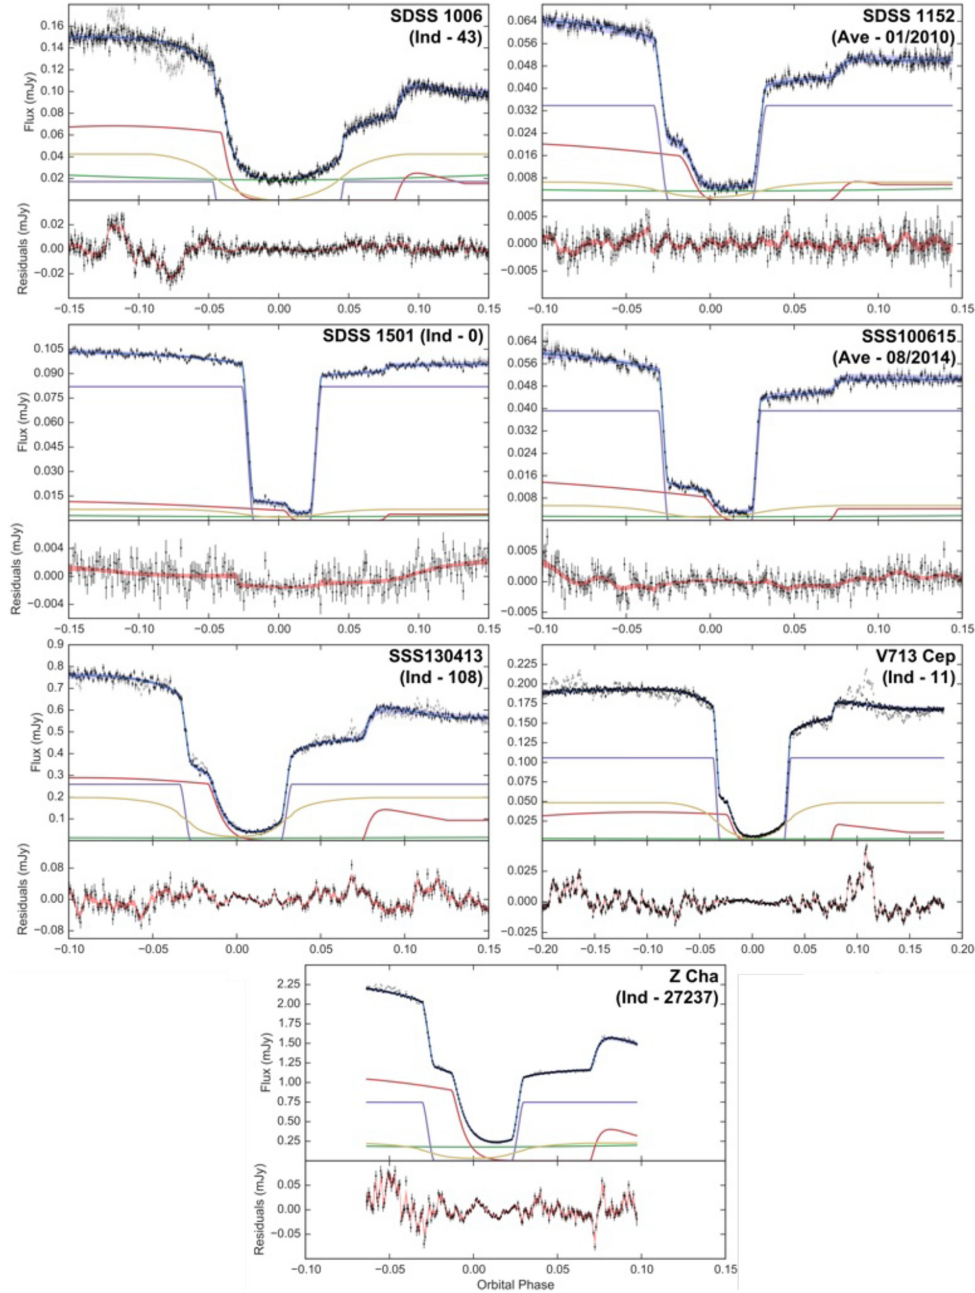 SDSS 1006
(Ind - 43)
Flux (mJy)
0.16
0.14
0.12
0.10
0.08
0.06
0.04
0.02
Residuals (mJy)
0.02
0.00
−0.02
−0.15 −0.10 −0.05 0.00 0.05 0.10 0.15
SDSS 1152
(Ave - 01/2010)
0.064
0.056
0.048
0.040
0.032
0.024
0.016
0.008
0.005
0.000
−0.005
−0.10 −0.05 0.00 0.05 0.10 0.15
SDSS 1501 (Ind - 0)
Flux (mJy)
0.105
0.090
0.075
0.060
0.045
0.030
0.015
Residuals (mJy)
0.004
0.000
−0.004
−0.15 −0.10 −0.05 0.00 0.05 0.10 0.15
SSS100615
(Ave - 08/2014)
0.064
0.056
0.048
0.040
0.032
0.024
0.016
0.008
0.005
0.000
−0.005
−0.10 −0.05 0.00 0.05 0.10 0.15
SSS130413
(Ind - 108)
Flux (mJy)
0.9
0.8
0.7
0.6
0.5
0.4
0.3
0.2
0.1
Residuals (mJy)
0.08
0.00
−0.08
−0.10 −0.05 0.00 0.05 0.10 0.15
V713 Cep
(Ind - 11)
0.225
0.200
0.175
0.150
0.125
0.100
0.075
0.050
0.025
0.025
0.000
−0.025
−0.20 −0.15 −0.10 −0.05 0.00 0.05 0.10 0.15 0.20
Z Cha
(Ind - 27237)
Flux (mJy)
2.25
2.00
1.75
1.50
1.25
1.00
0.75
0.50
0.25
Residuals (mJy)
0.05
0.00
−0.05
−0.10 −0.05 0.00 0.05 0.10 0.15
Orbital Phase